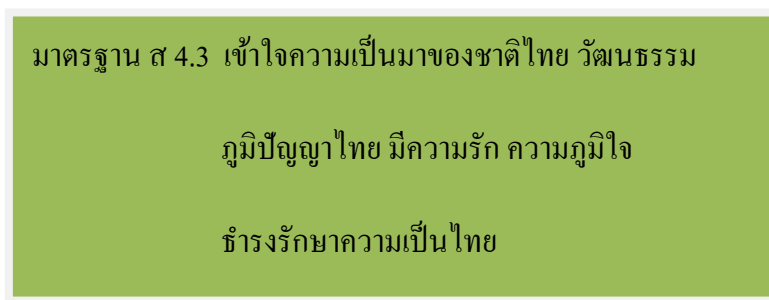 มาตรฐาน ส 4.3 เข้าใจความเป็นมาของชาติไทย วัฒนธรรม
ภูมิปัญญาไทย มีความรัก ความภูมิใจ
ธำรงรักษาความเป็นไทย